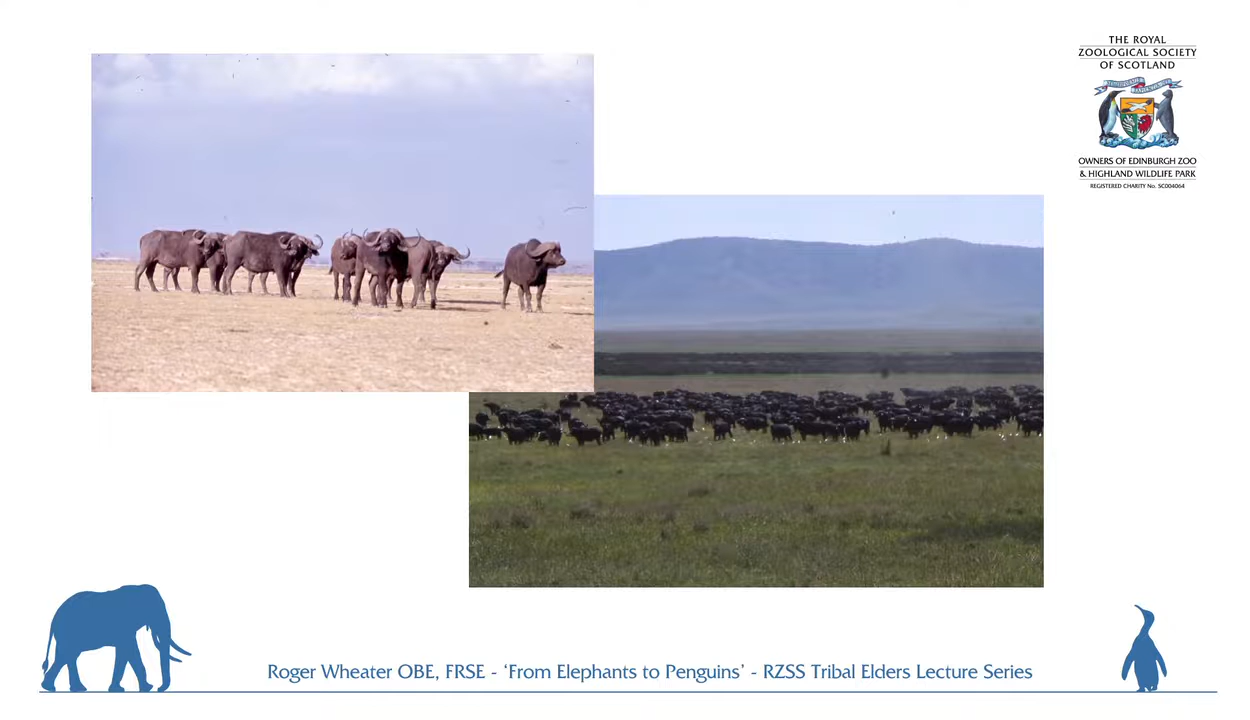 THE ROYAL
ZOOLOGICAL SOCIETY
OF SCOTLAND
OWNERS OF EDINBURGH ZOO
& HIGHLAND WILDLIFE PARK
REGISTERED CHARITY No. SC004064
Roger Wheater OBE, FRSE - ‘From Elephants to Penguins’ - RZSS Tribal Elders Lecture Series